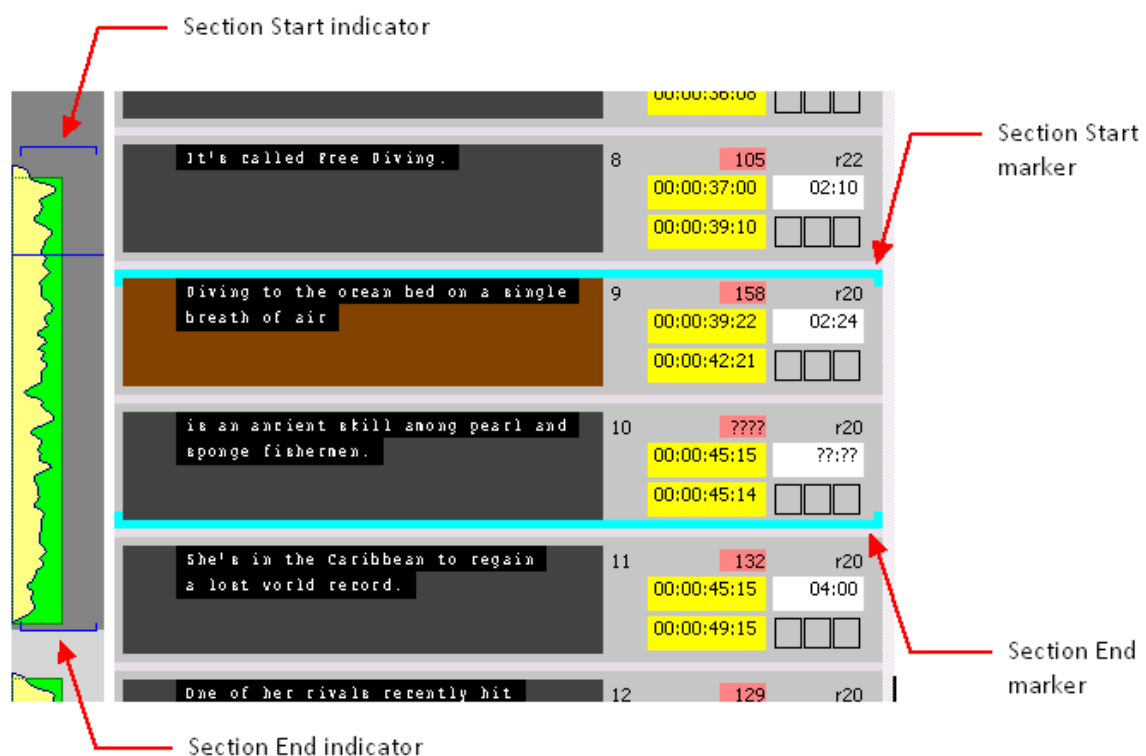 Section Start indicator
00:00:36:08
Section Start
marker
It's called Free Diving.
8 105 r22
00:00:37:00 02:10
00:00:39:10
Diving to the ocean bed on a single
breath of air
9 158 r20
00:00:39:22 02:24
00:00:42:21
is an ancient skill among pearl and
sponge fishermen.
10 ???? r20
00:00:45:15 ??:??
00:00:45:14
She's in the Caribbean to regain
a lost world record.
11 132 r20
00:00:45:15 04:00
00:00:49:15
Section End
marker
One of her rivals recently hit
12 129 r20
Section End indicator